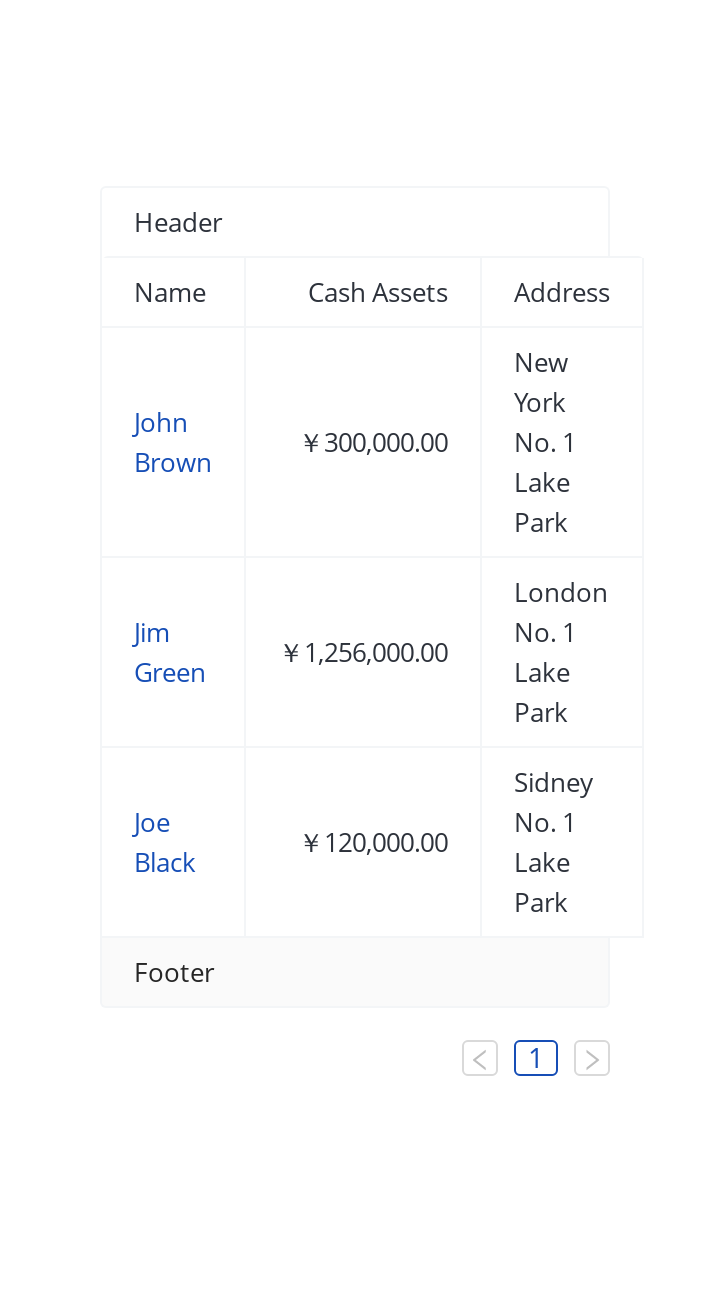 Header
Name Cash Assets Address
John Brown ￥300,000.00 New York No. 1 Lake Park
Jim Green ￥1,256,000.00 London No. 1 Lake Park
Joe Black ￥120,000.00 Sidney No. 1 Lake Park
Footer
1